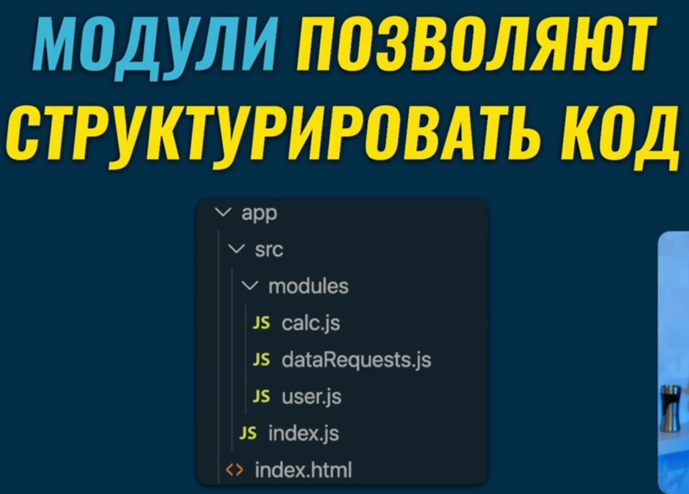 МОДУЛИ ПОЗВОЛЯЮТ
СТРУКТУРИРОВАТЬ КОД
app
src
modules
JS calc.js
JS dataRequests.js
JS user.js
JS index.js
<> index.html